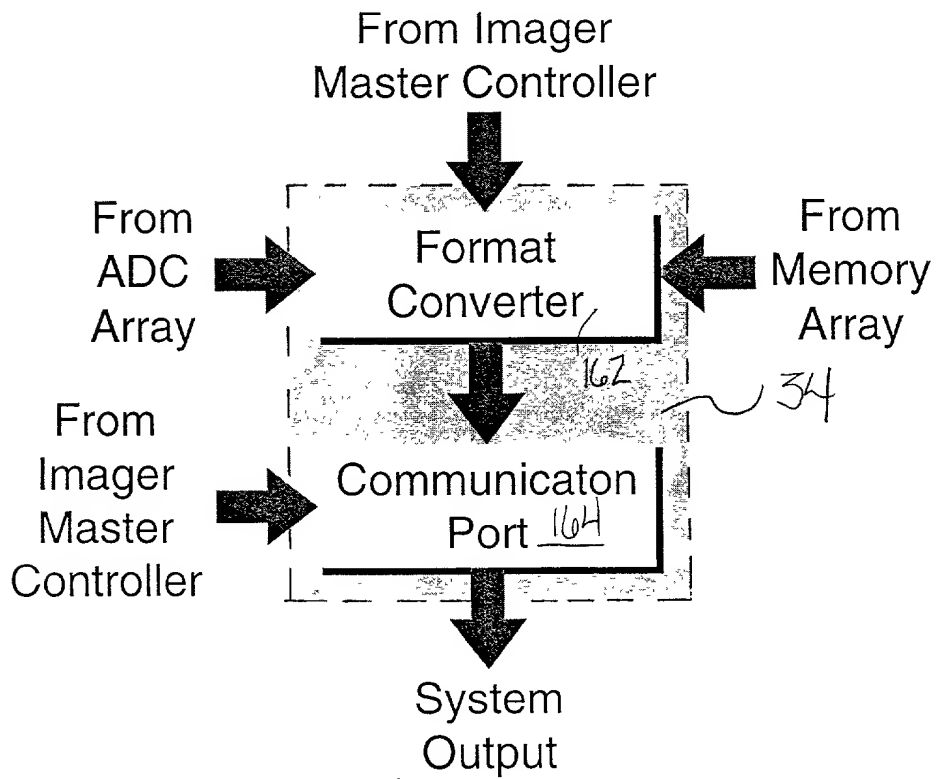 From Imager
Master Controller
From
ADC
Array
Format
Converter
162
From
Memory
Array
34
From
Imager
Master
Controller
Communicaton
Port 164
System
Output